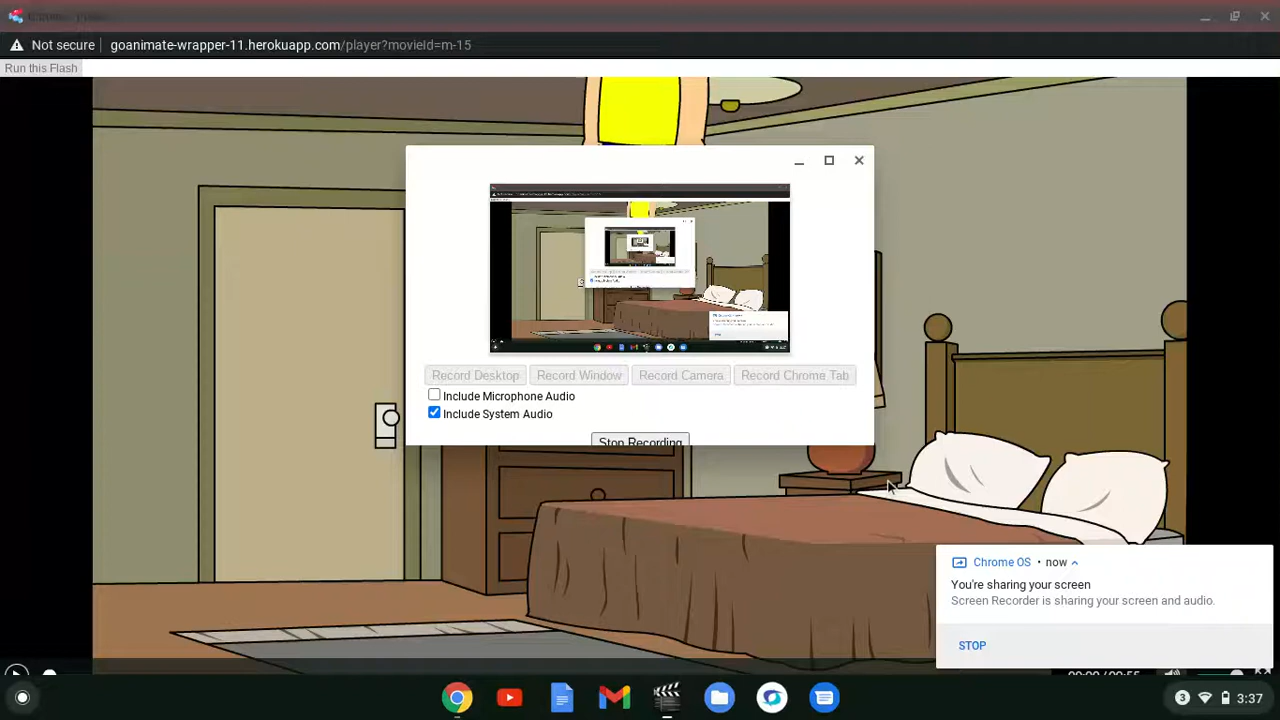 Not secure goanimate-wrapper-11.herokuapp.com/player?movieId=m-15
Run this Flash
Record Desktop Record Window Record Camera Record Chrome Tab
Include Microphone Audio
Include System Audio
Stop Recording
Chrome OS • now
You're sharing your screen
Screen Recorder is sharing your screen and audio.
STOP
3 3:37